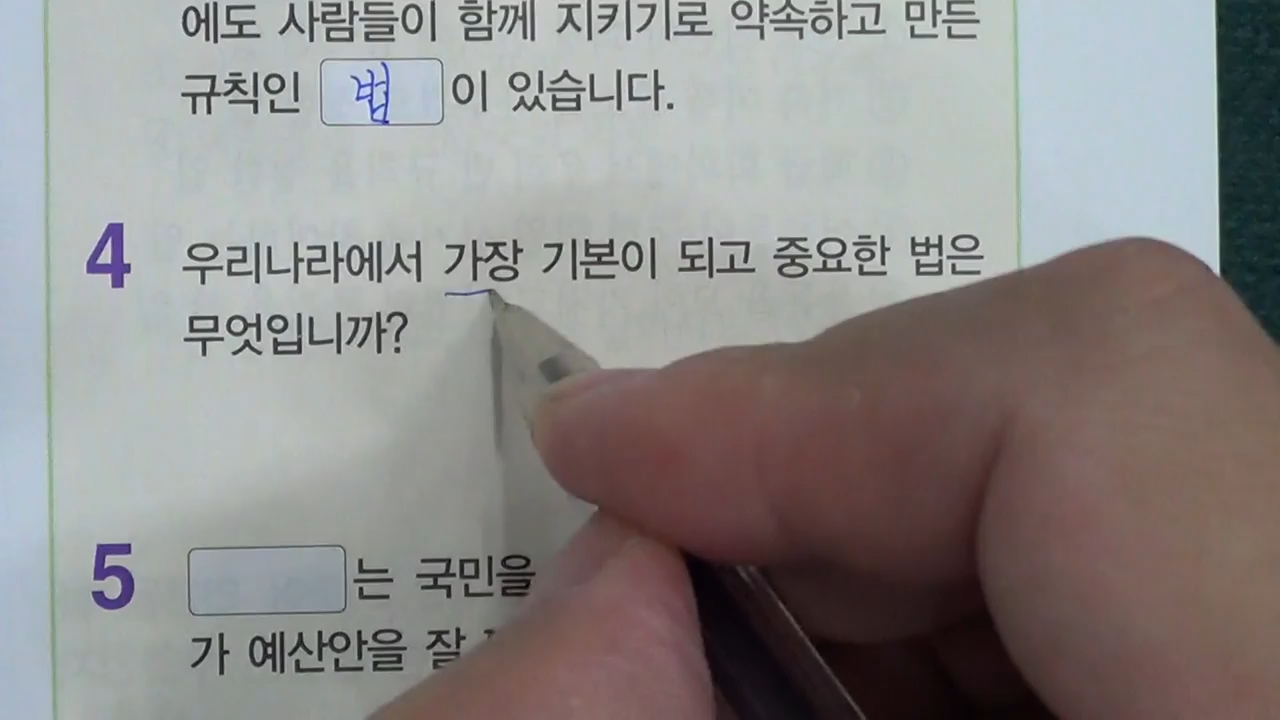 에도 사람들이 함께 지키기로 약속하고 만든
규칙인 법 이 있습니다.
4 우리나라에서 가장 기본이 되고 중요한 법은
무엇입니까?
5 는 국민을
가 예산안을 잘